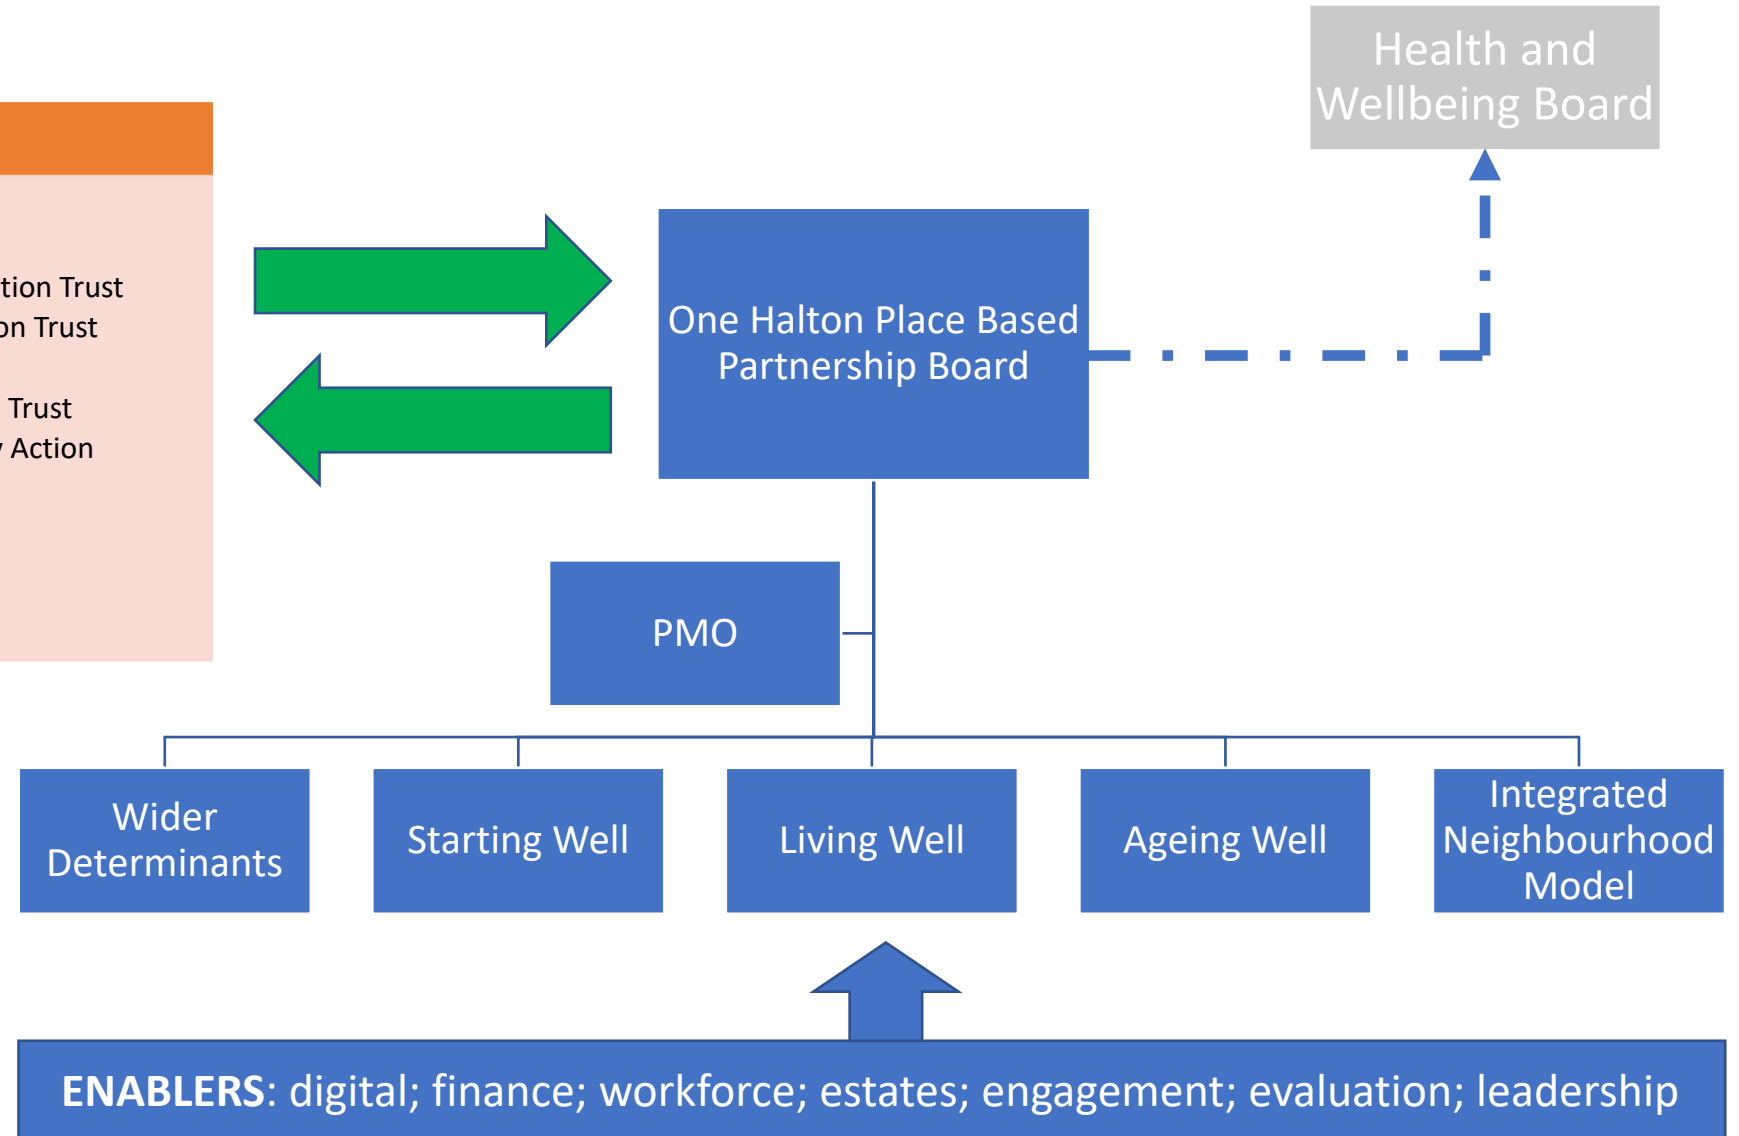 Health and
Wellbeing Board
tion Trust
on Trust
Trust
Action
One Halton Place Based
Partnership Board
PMO
Wider
Determinants
Starting Well
Living Well
Ageing Well
Integrated
Neighbourhood
Model
ENABLERS: digital; finance; workforce; estates; engagement; evaluation; leadership